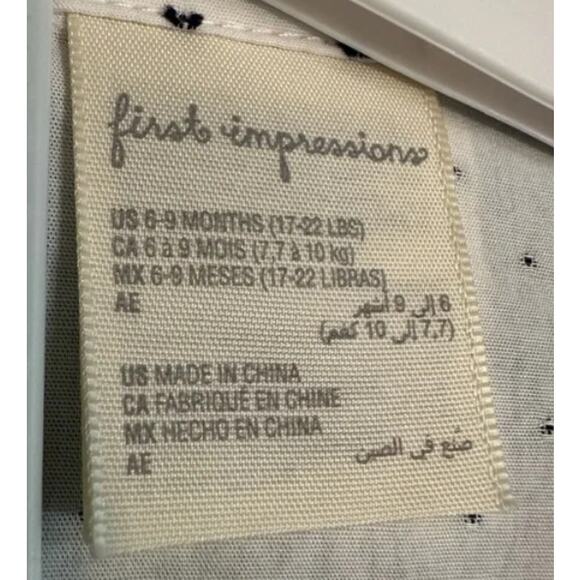 first impressions
US 6-9 MONTHS (17-22 LBS)
CA 6 à 9 MOIS (7,7 à 10 kg)
MX 6-9 MESES (17-22 LIBRAS)
AE 6 إلى 9 أشهر
(7,7 إلى 10 كغم)
US MADE IN CHINA
CA FABRIQUÉ EN CHINE
MX HECHO EN CHINA
AE صنع في الصين